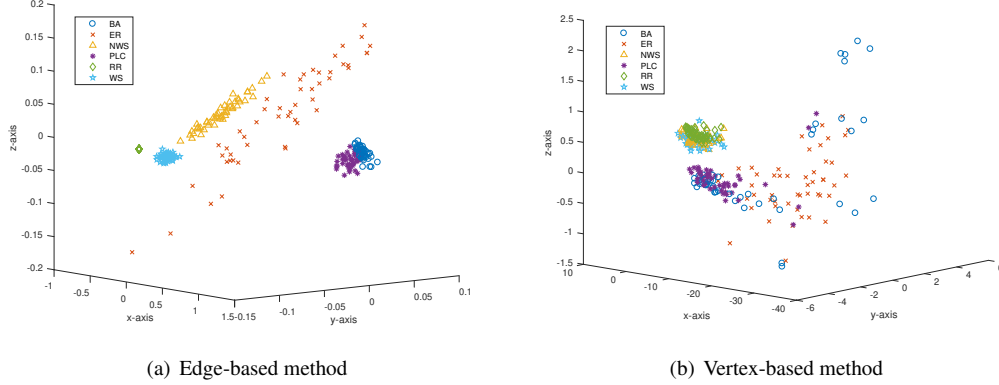 0.2
0.15
0.1
0.05
0
-0.05
-0.1
-0.15
-0.2
BA
ER
NWS
PLC
RR
WS
z-axis
-1
-0.5
0
0.5
1
1.5
x-axis
-0.15
-0.1
-0.05
0
0.05
0.1
y-axis
(a) Edge-based method
2.5
2
1.5
1
0.5
0
-0.5
-1
-1.5
BA
ER
NWS
PLC
RR
WS
z-axis
10
0
-10
-20
-30
-40
x-axis
-6
-4
-2
0
2
4
y-axis
(b) Vertex-based method